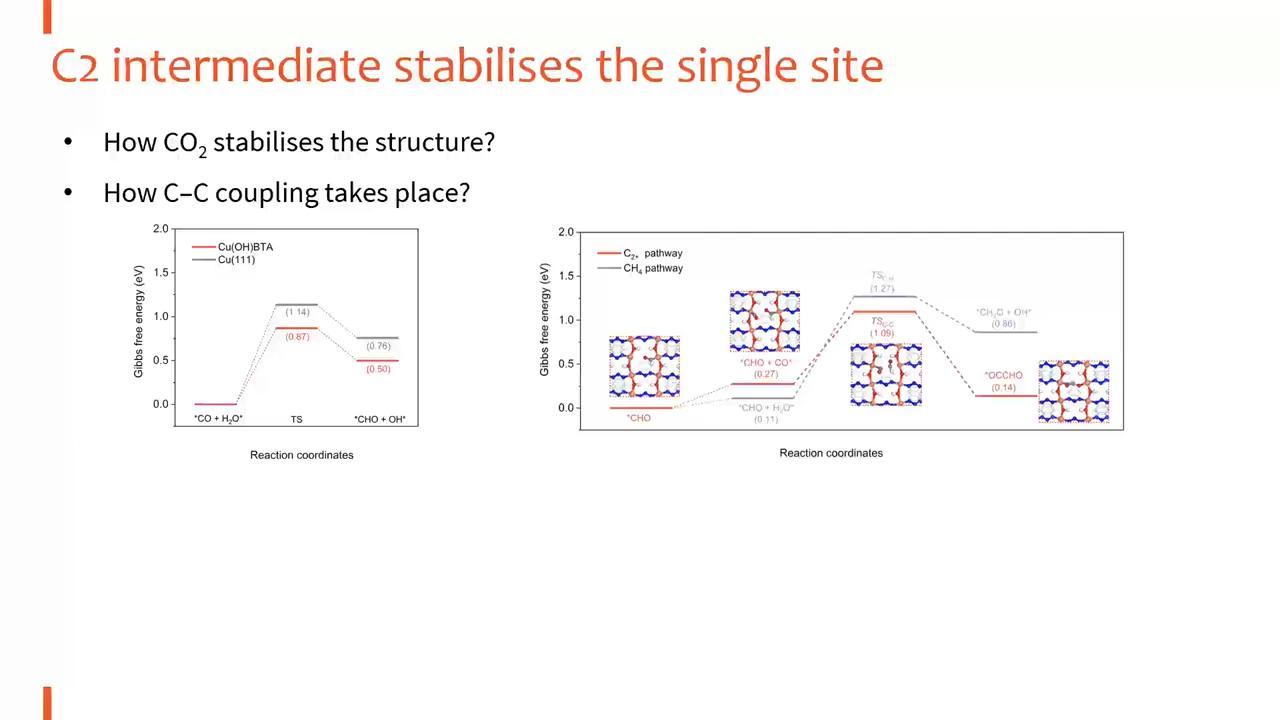 C2 intermediate stabilises the single site
• How CO₂ stabilises the structure?
• How C–C coupling takes place?
2.0
1.5
1.0
0.5
0.0
Gibbs free energy (eV)
Cu(OH)BTA
Cu(111)
(1.14)
(0.87)
(0.76)
(0.50)
*CO + H₂O*
TS
*CHO + OH*
Reaction coordinates
2.0
1.5
1.0
0.5
0.0
Gibbs free energy (eV)
C₂₊ pathway
CH₄ pathway
*CHO
*CHO + CO*
(0.27)
*CHO + H₂O*
(0.11)
(1.27)
TS_C-C
(1.09)
*CH₂O + OH*
(0.86)
*OCCHO
(0.14)
Reaction coordinates